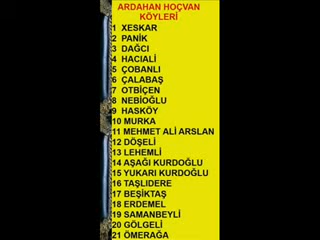 ARDAHAN HOÇVAN
KÖYLERİ
1 XESKAR
2 PANİK
3 DAĞCI
4 HACIALİ
5 ÇOBANLI
6 ÇALABAŞ
7 OTBİÇEN
8 NEBİOĞLU
9 HASKÖY
10 MURKA
11 MEHMET ALİ ARSLAN
12 DÖŞELİ
13 LEHEMLİ
14 AŞAĞI KURDOĞLU
15 YUKARI KURDOĞLU
16 TAŞLIDERE
17 BEŞİKTAŞ
18 ERDEMEL
19 SAMANBEYLİ
20 GÖLGELİ
21 ÖMERAĞA